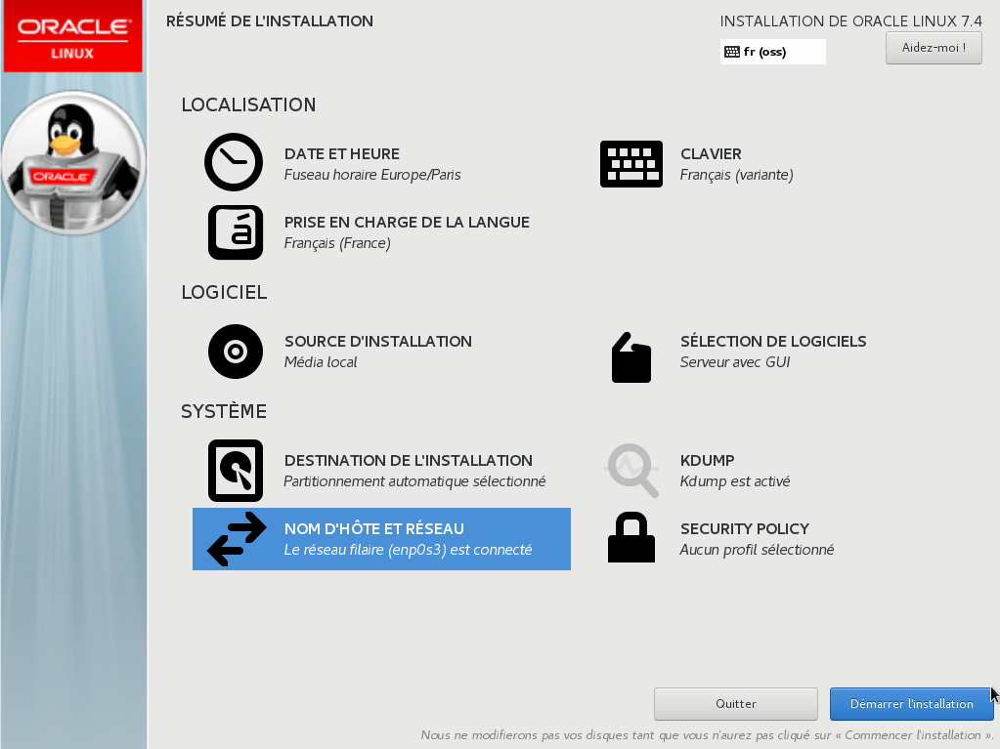 ORACLE
LINUX
RÉSUMÉ DE L'INSTALLATION
INSTALLATION DE ORACLE LINUX 7.4
fr (oss)
Aidez-moi !
ORACLE
LOCALISATION
DATE ET HEURE
Fuseau horaire Europe/Paris
CLAVIER
Français (variante)
PRISE EN CHARGE DE LA LANGUE
Français (France)
LOGICIEL
SOURCE D'INSTALLATION
Média local
SÉLECTION DE LOGICIELS
Serveur avec GUI
SYSTÈME
DESTINATION DE L'INSTALLATION
Partitionnement automatique sélectionné
KDUMP
Kdump est activé
NOM D'HÔTE ET RÉSEAU
Le réseau filaire (enp0s3) est connecté
SECURITY POLICY
Aucun profil sélectionné
Quitter
Démarrer l'installation
Nous ne modifierons pas vos disques tant que vous n'aurez pas cliqué sur « Commencer l'installation ».